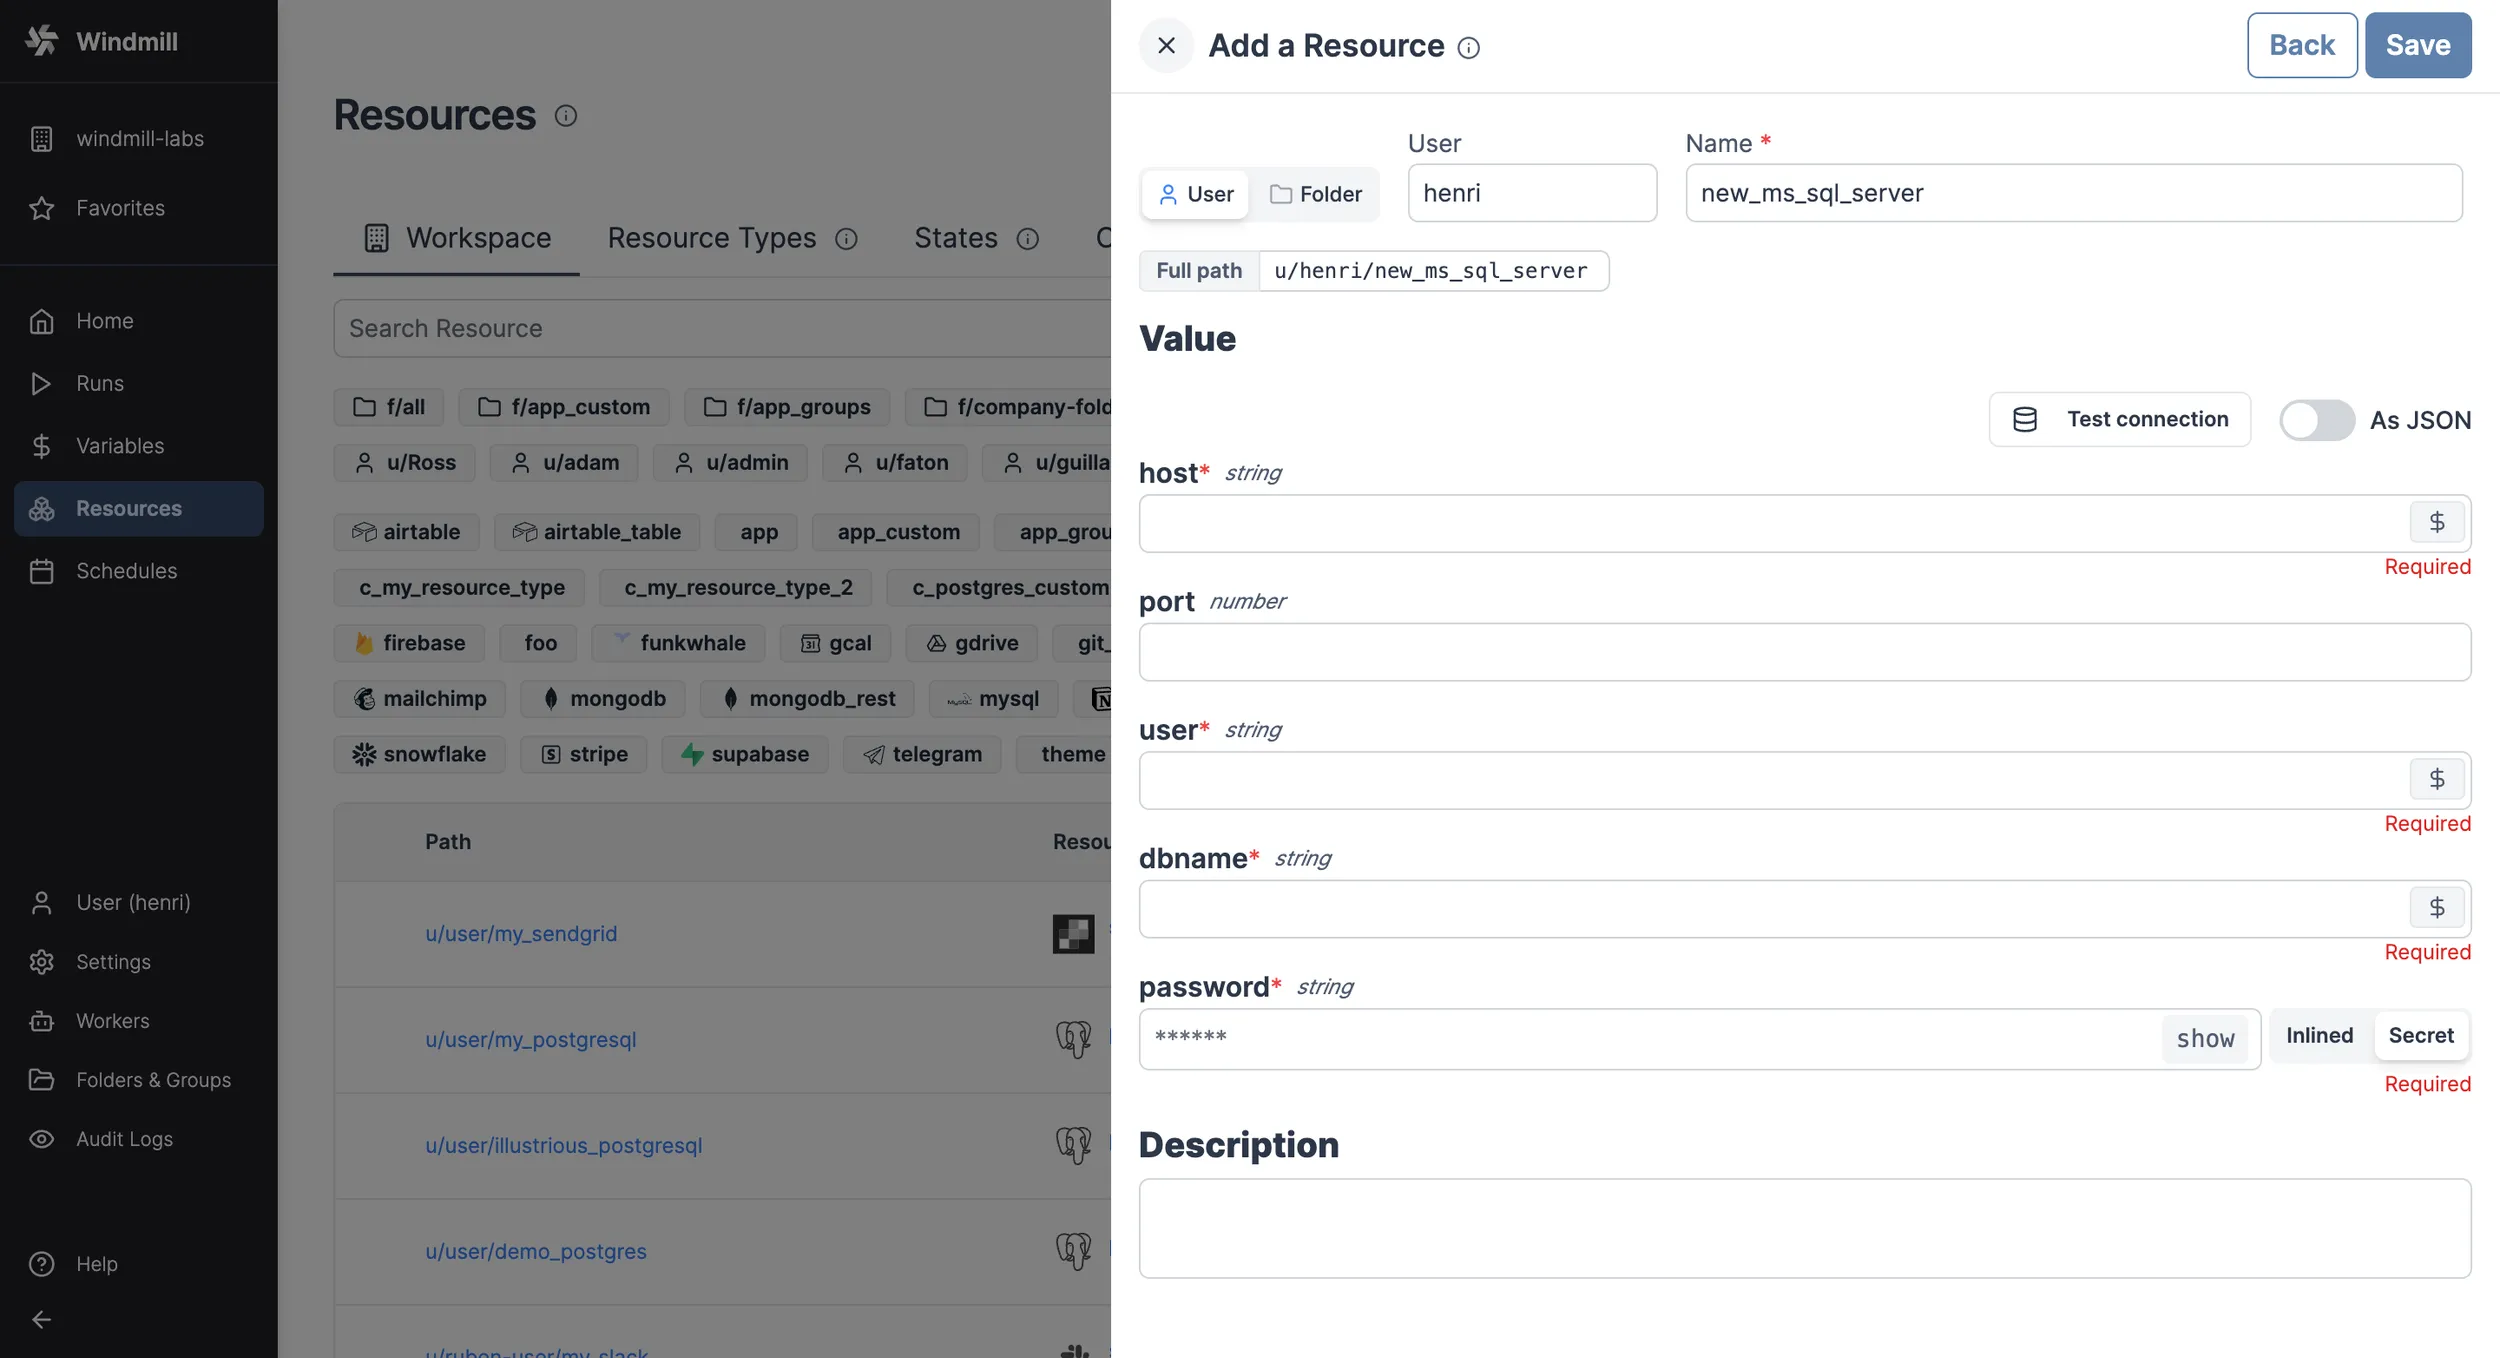 Windmill
windmill-labs
Favorites
Home
Runs
Variables
Resources
Schedules
User (henri)
Settings
Workers
Folders & Groups
Audit Logs
Help
Resources
Workspace
Resource Types
States
Search Resource
f/all
f/app_custom
f/app_groups
f/company-fold
u/Ross
u/adam
u/admin
u/faton
u/guilla
airtable
airtable_table
app
app_custom
app_grou
c_my_resource_type
c_my_resource_type_2
c_postgres_custom
firebase
foo
funkwhale
gcal
gdrive
git_
mailchimp
mongodb
mongodb_rest
mysql
snowflake
stripe
supabase
telegram
theme
Path
Resou
u/user/my_sendgrid
u/user/my_postgresql
u/user/illustrious_postgresql
u/user/demo_postgres
u/ruben-user/my_slack
Add a Resource
Back
Save
User
Folder
User
henri
Name *
new_ms_sql_server
Full path
u/henri/new_ms_sql_server
Value
Test connection
As JSON
host* string
$
Required
port number
user* string
$
Required
dbname* string
$
Required
password* string
******
show
Inlined
Secret
Required
Description